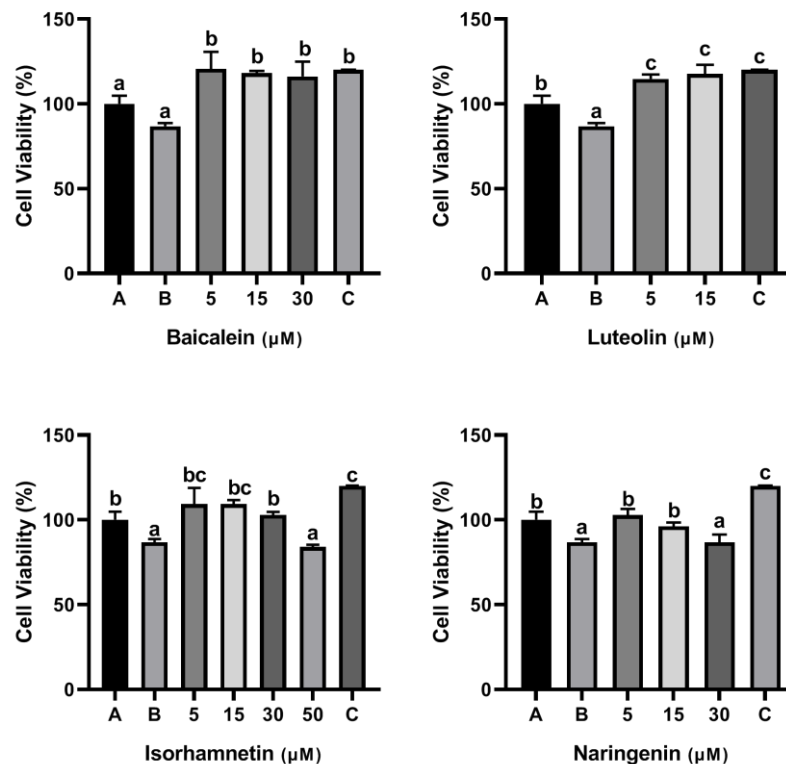 150
100
50
0
Cell Viability (%)
a
a
b
b
b
b
A B 5 15 30 C
Baicalein (µM)
150
100
50
0
Cell Viability (%)
b
a
c
c
c
A B 5 15 C
Luteolin (µM)
150
100
50
0
Cell Viability (%)
b
a
bc
bc
b
a
c
A B 5 15 30 50 C
Isorhamnetin (µM)
150
100
50
0
Cell Viability (%)
b
a
b
b
a
c
A B 5 15 30 C
Naringenin (µM)